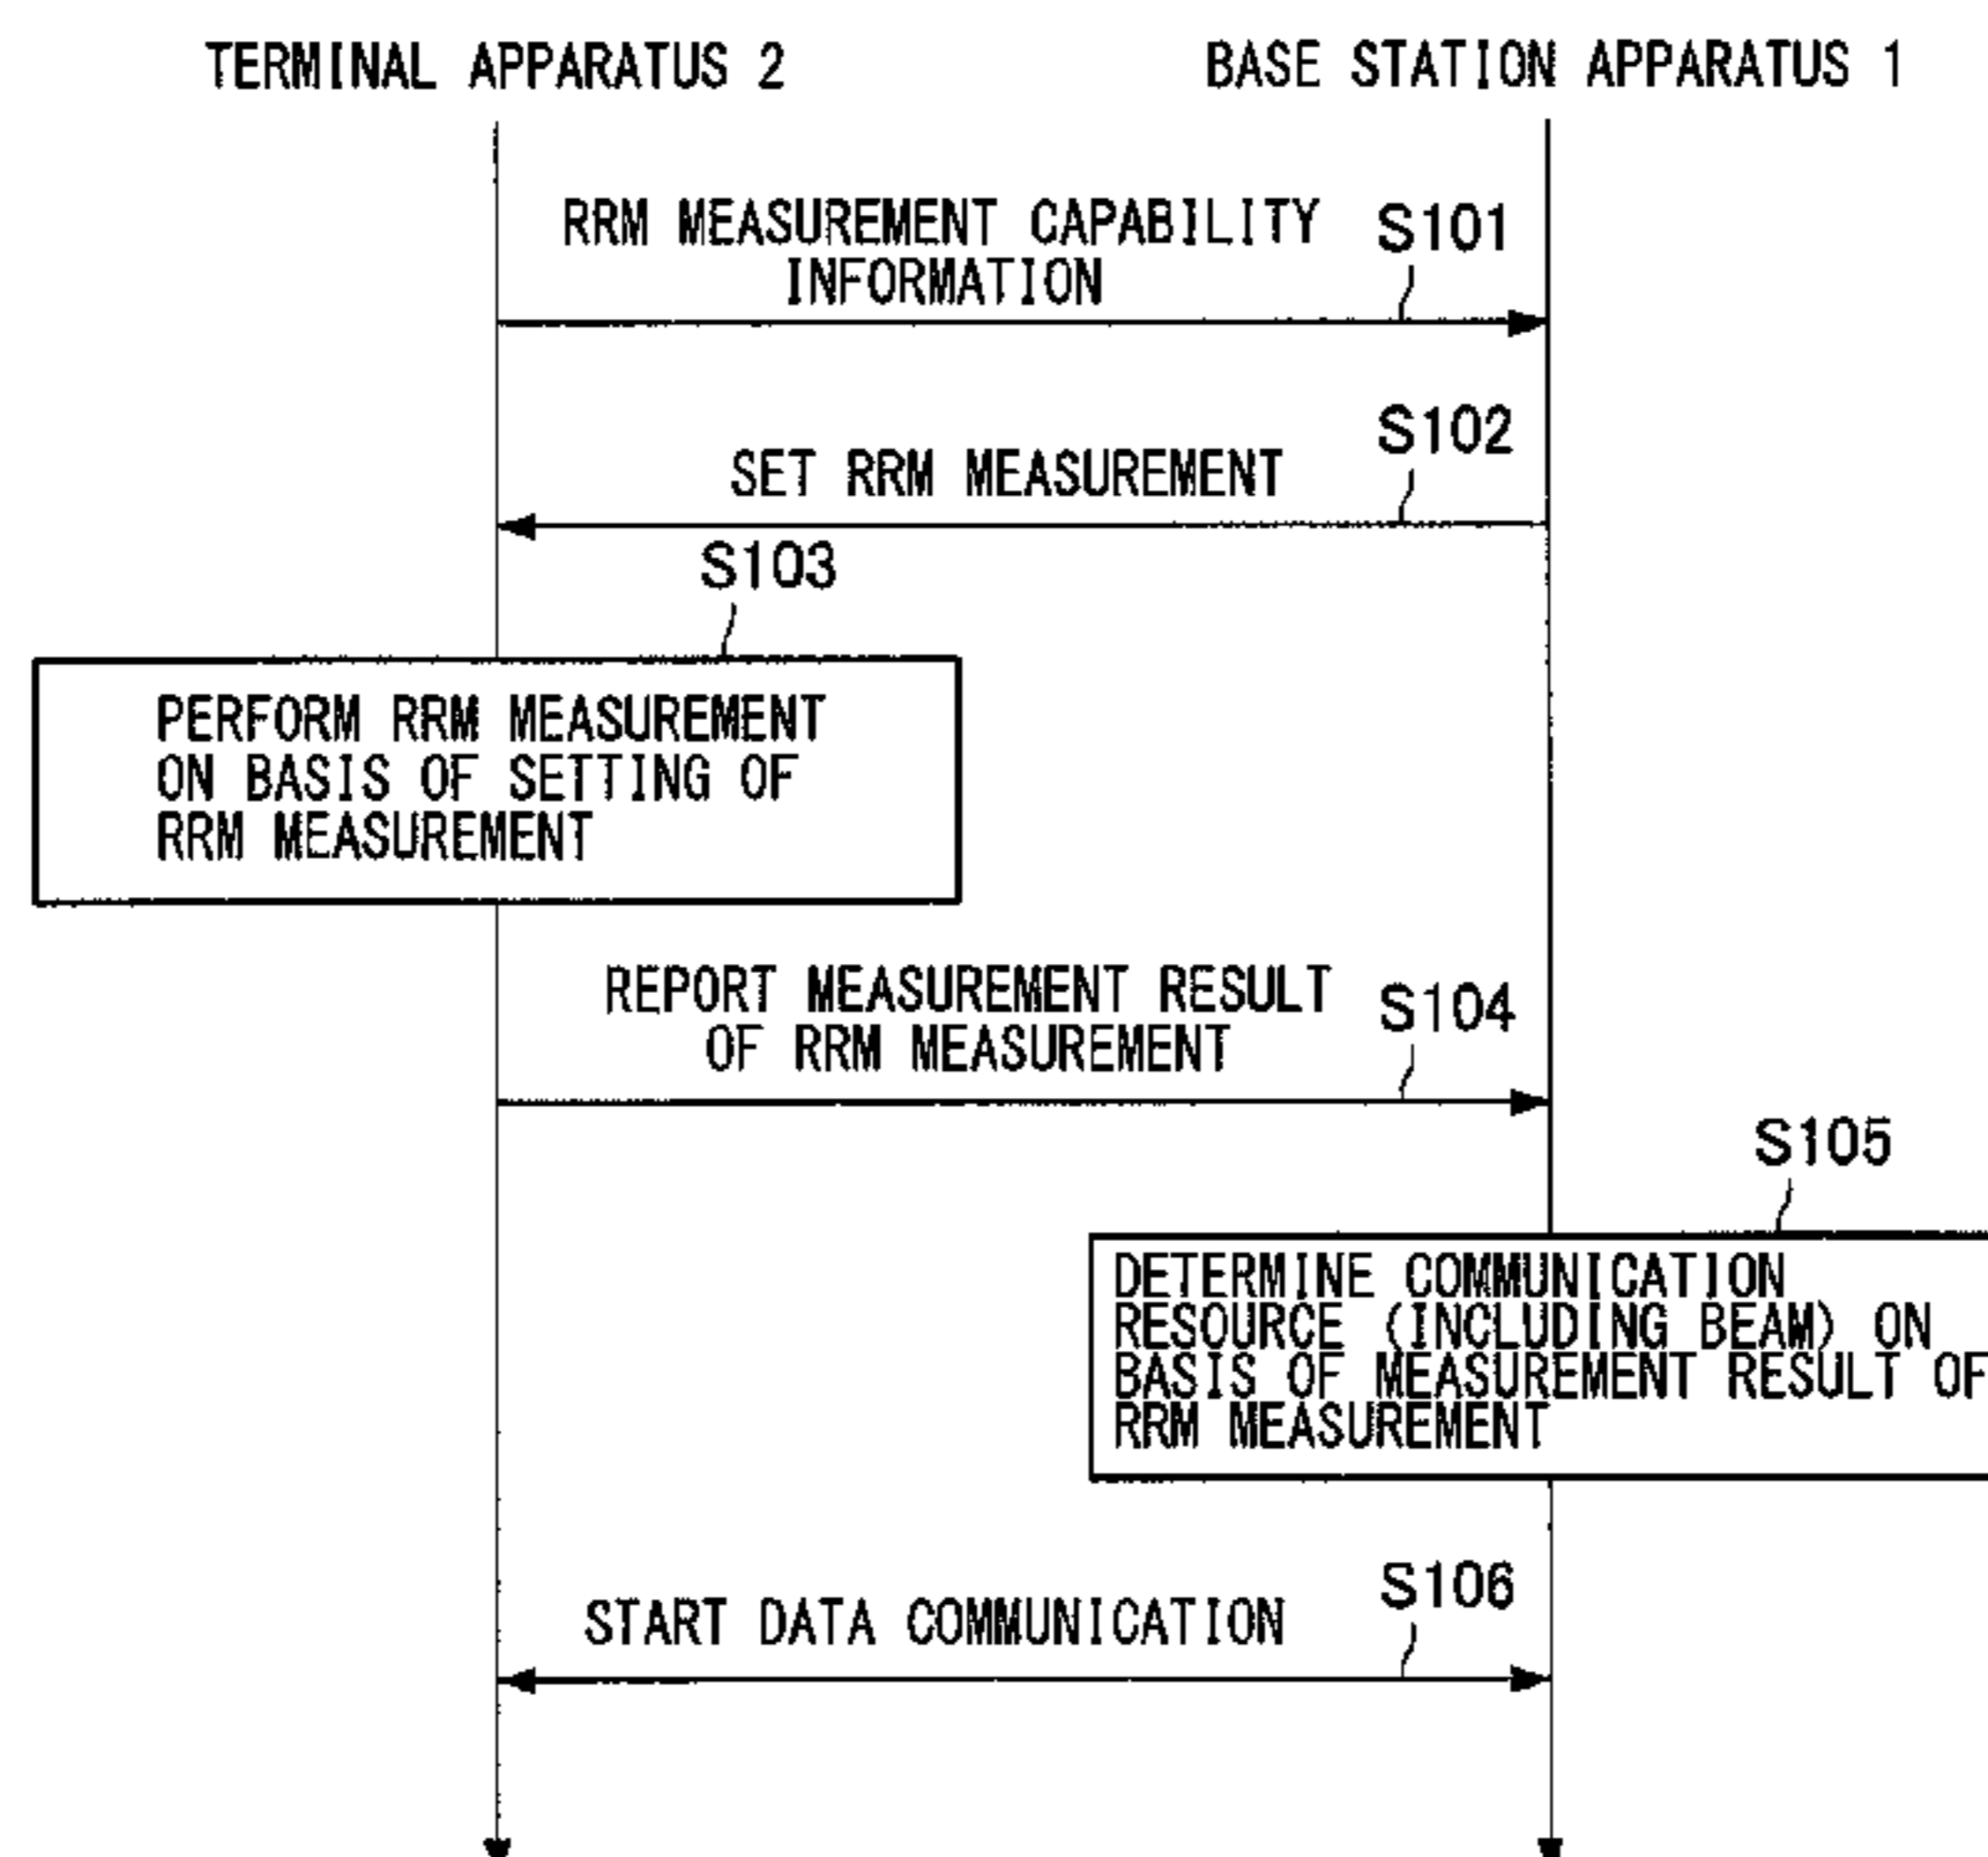 TERMINAL APPARATUS 2
BASE STATION APPARATUS 1
RRM MEASUREMENT CAPABILITY
INFORMATION
S101
S102
SET RRM MEASUREMENT
S103
PERFORM RRM MEASUREMENT
ON BASIS OF SETTING OF
RRM MEASUREMENT
REPORT MEASUREMENT RESULT
OF RRM MEASUREMENT
S104
S105
DETERMINE COMMUNICATION
RESOURCE (INCLUDING BEAM) ON
BASIS OF MEASUREMENT RESULT OF
RRM MEASUREMENT
S106
START DATA COMMUNICATION